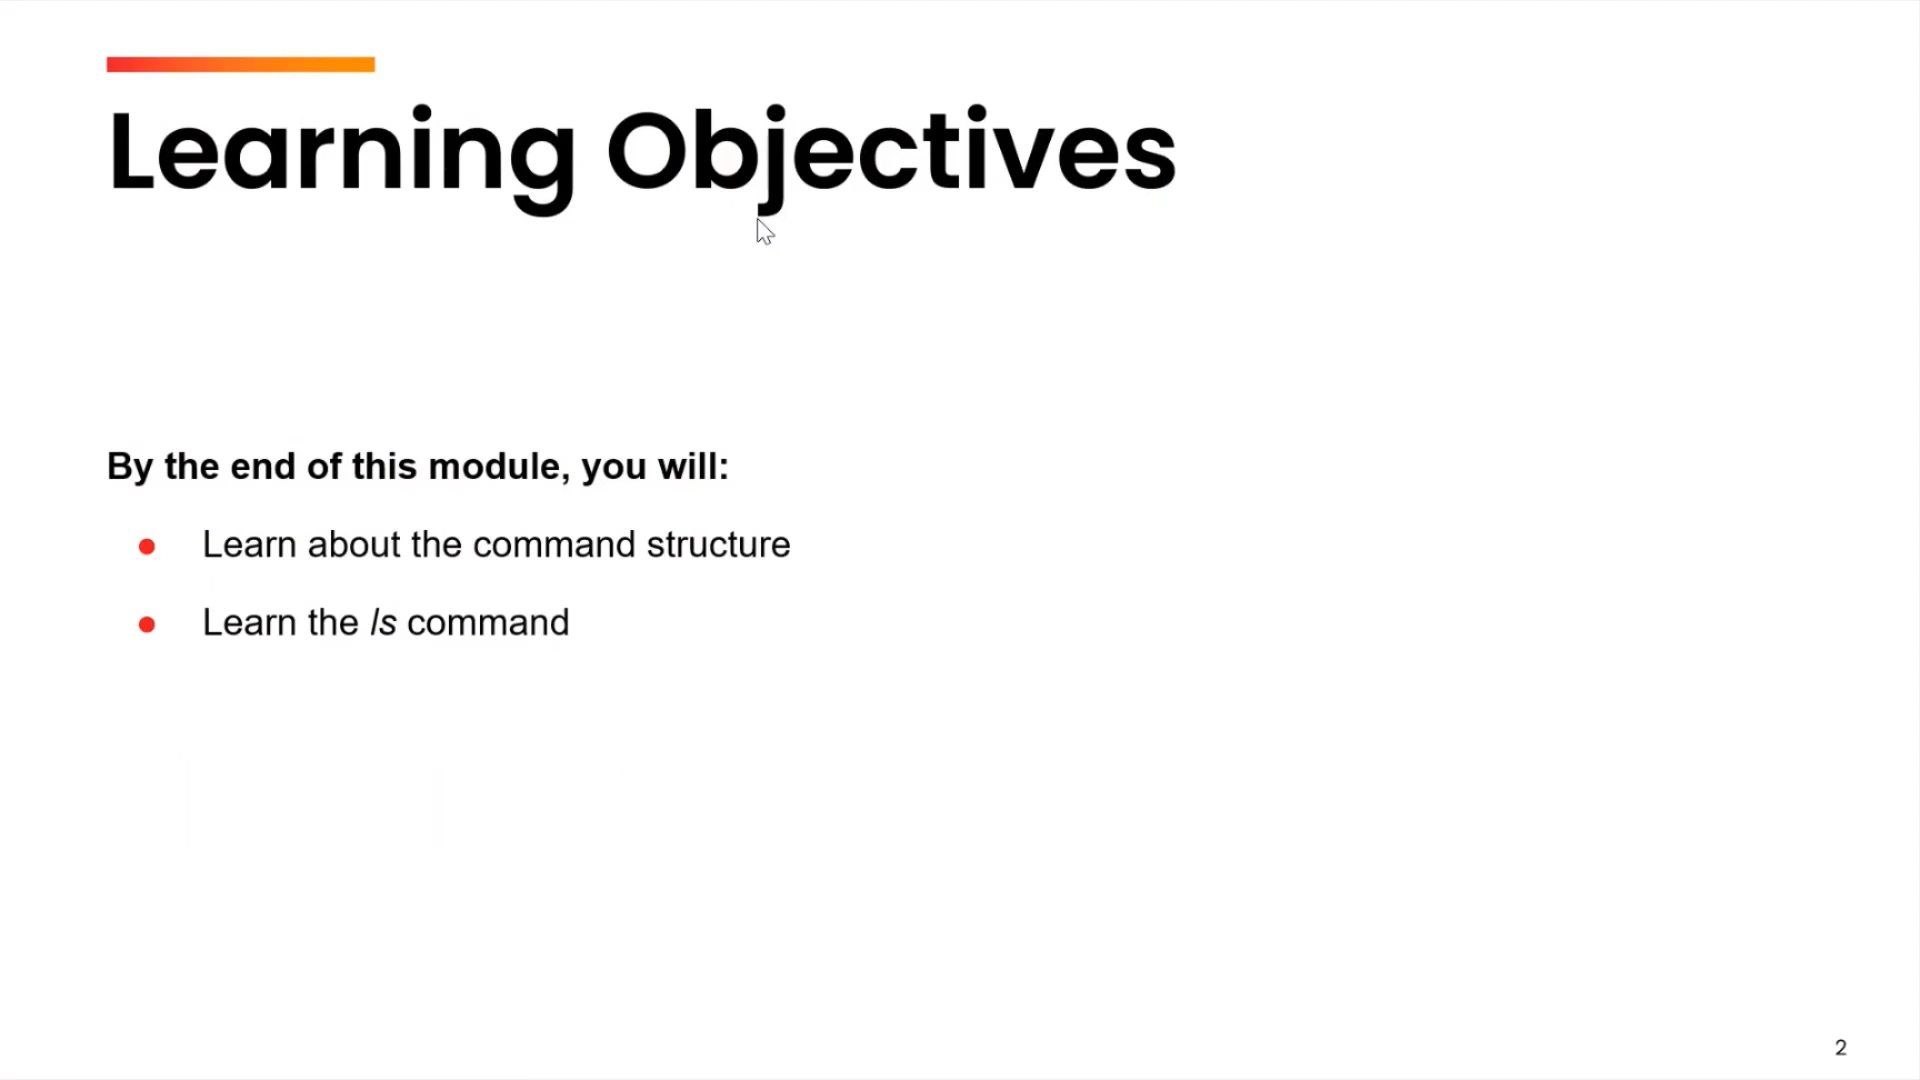 Learning Objectives
By the end of this module, you will:
● Learn about the command structure
● Learn the ls command
2